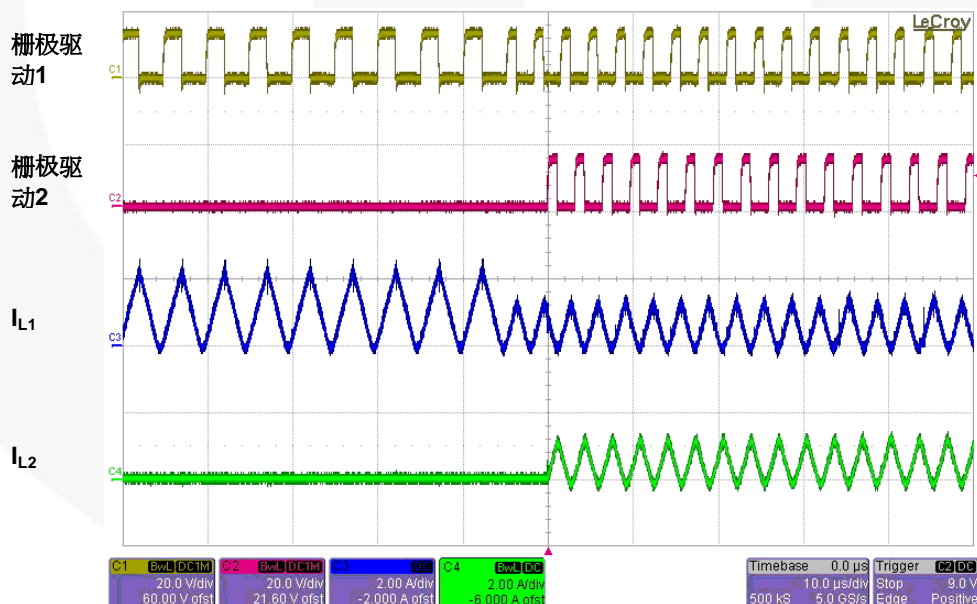 LeCroy
栅极驱
动1
C1
栅极驱
动2
C2
IL1
C3
IL2
C4
C1 BwL DC1M
20.0 V/div
60.00 V ofst
C2 BwL DC1M
20.0 V/div
21.60 V ofst
C3 DC
2.00 A/div
-2.000 A ofst
C4 BwL DC
2.00 A/div
-6.000 A ofst
Timebase 0.0 µs
10.0 µs/div
500 kS 5.0 GS/s
Trigger C2 DC
Stop 9.0 V
Edge Positive